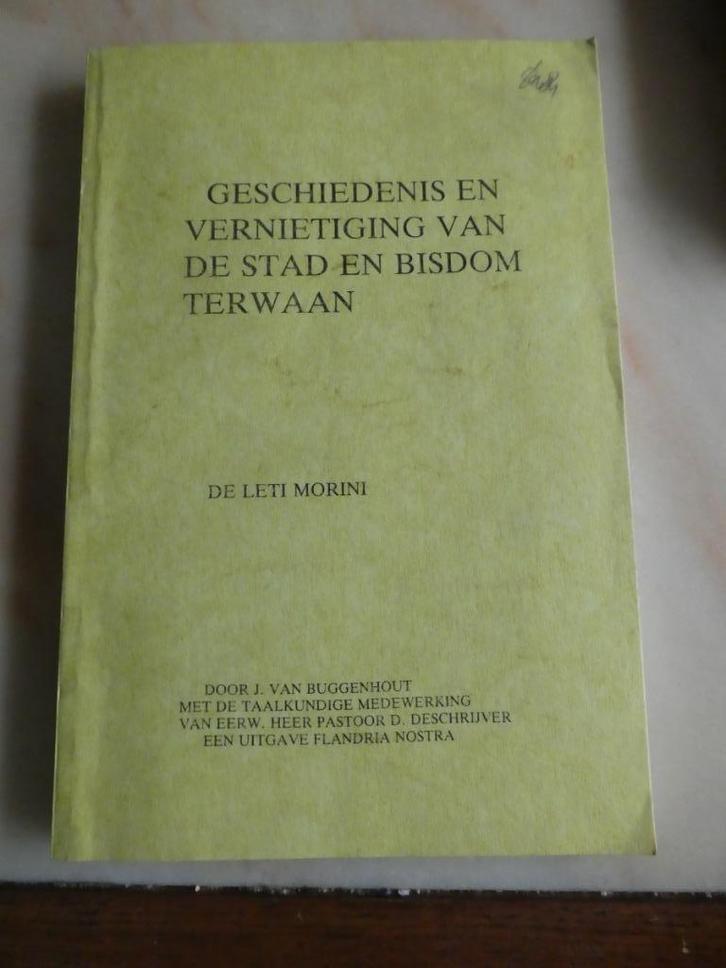 GESCHIEDENIS EN
VERNIETIGING VAN
DE STAD EN BISDOM
TERWAAN
DE LETI MORINI
DOOR J. VAN BUGGENHOUT
MET DE TAALKUNDIGE MEDEWERKING
VAN EERW. HEER PASTOOR D. DESCHRIJVER
EEN UITGAVE FLANDRIA NOSTRA